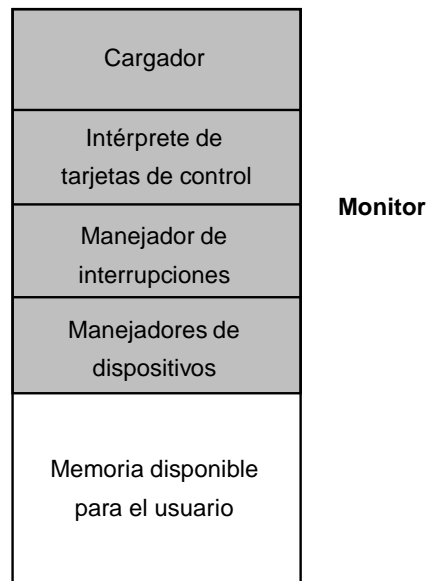 Cargador
Intérprete de
tarjetas de control
Monitor
Manejador de
interrupciones
Manejadores de
dispositivos
Memoria disponible
para el usuario